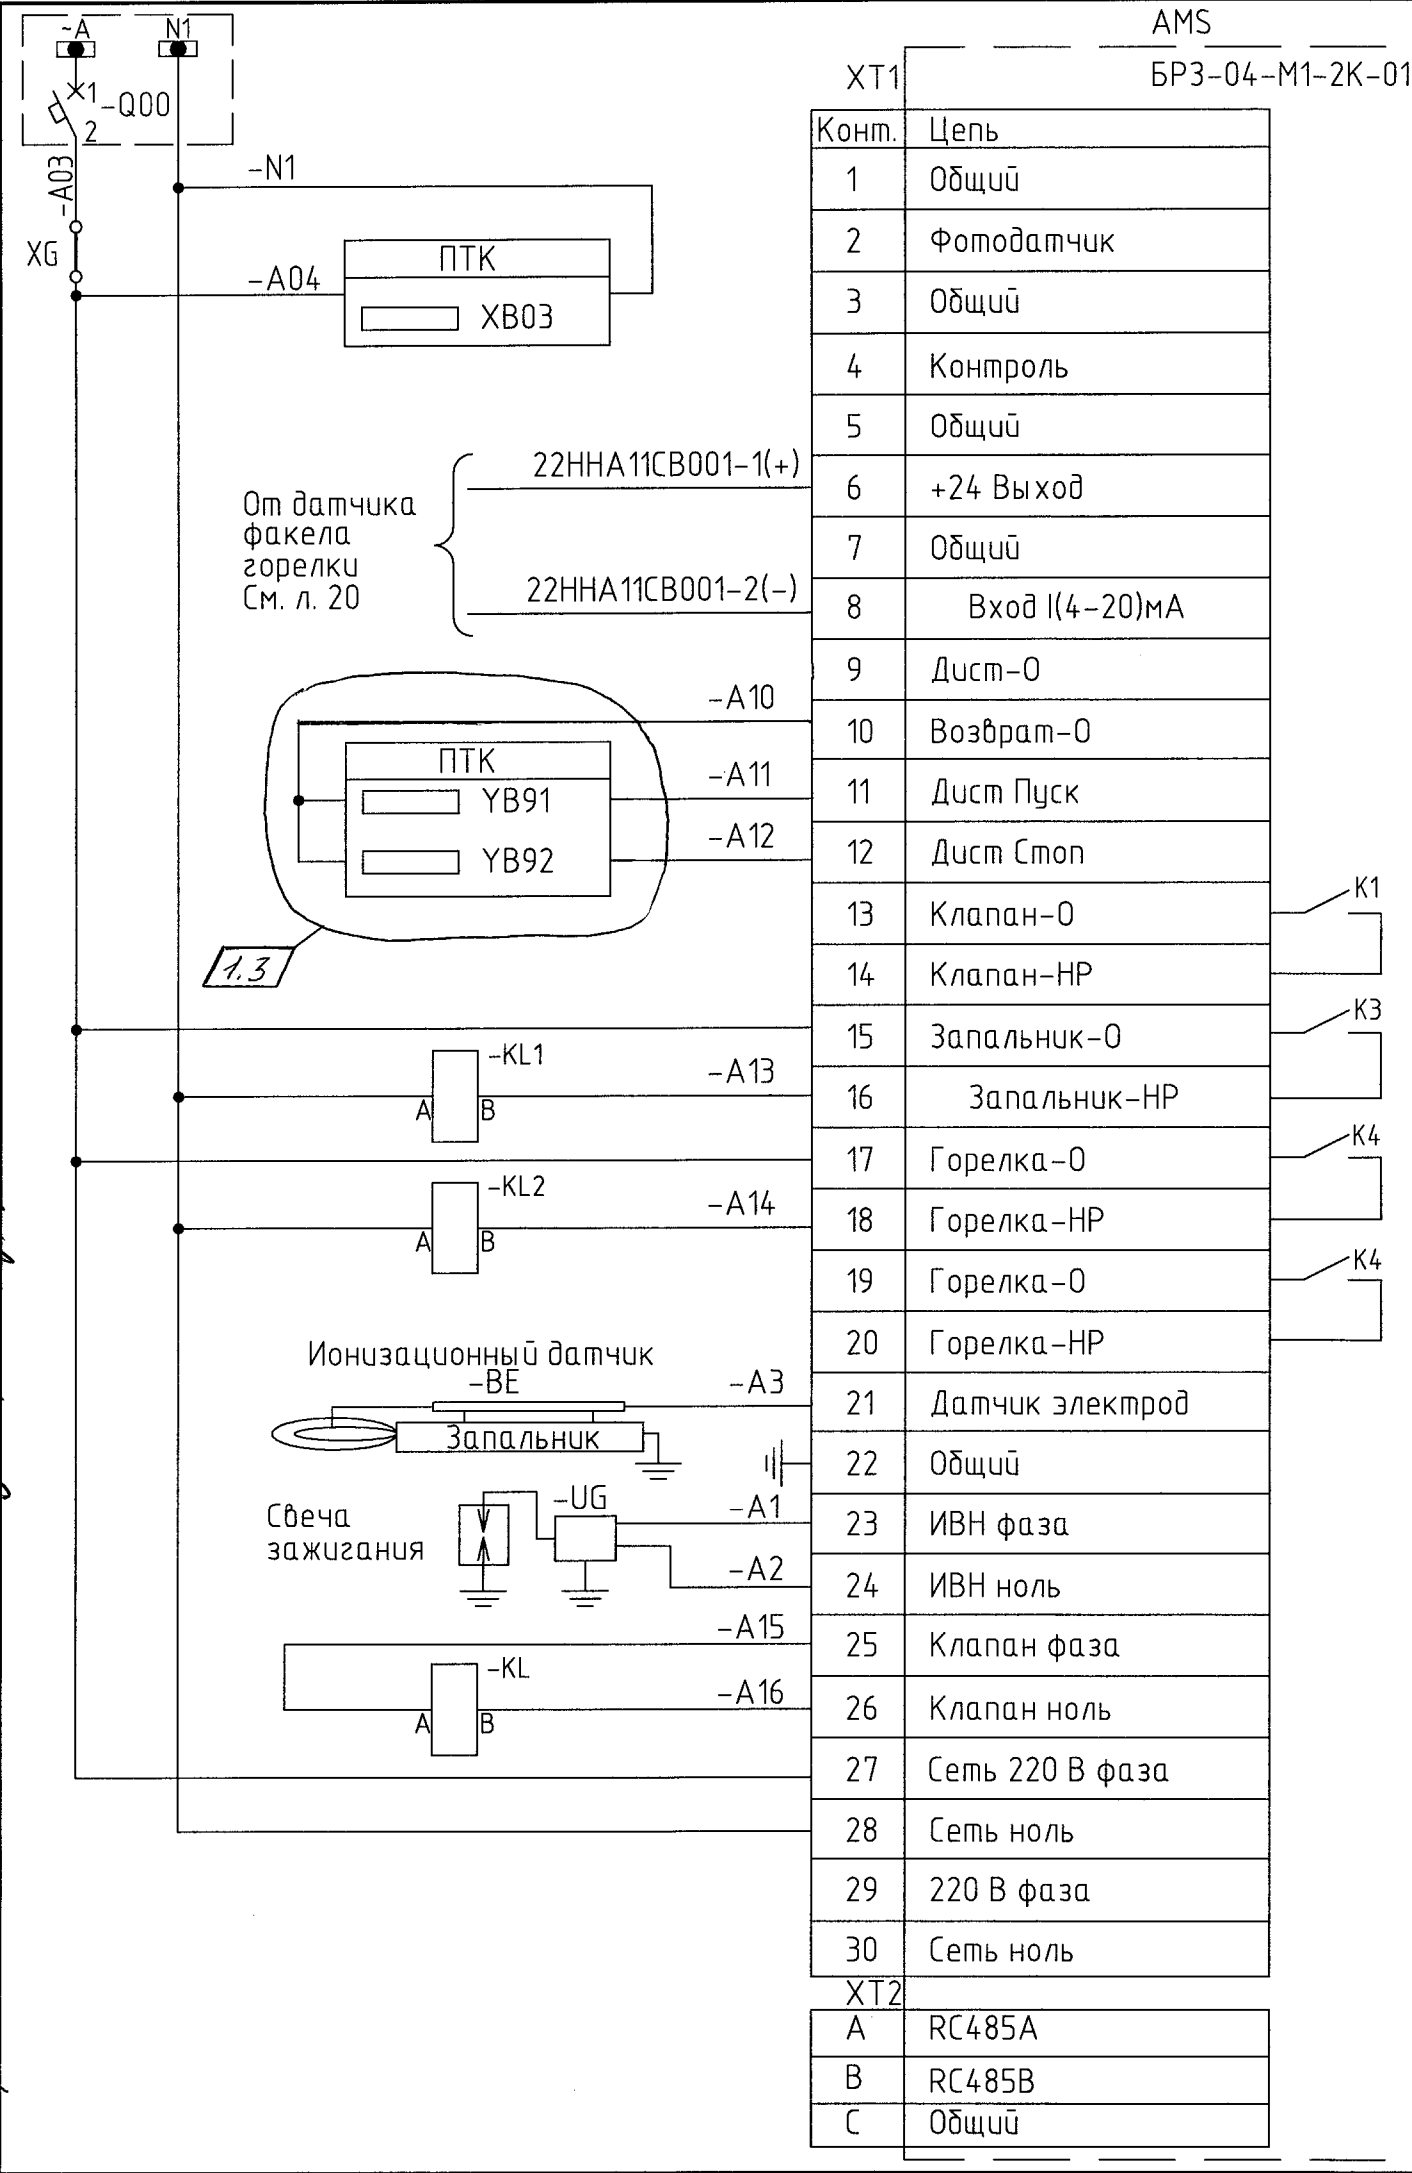 ~A
N1
AMS
XT1
БРЗ-04-М1-2К-01
1
-Q00
2
-A03
XG
-N1
-A04
ПТК
XB03
Конт. Цепь
1 Общий
2 Фотодатчик
3 Общий
4 Контроль
5 Общий
22HHA11CB001-1(+)
6 +24 Выход
От датчика
факела
горелки
См. л. 20
7 Общий
22HHA11CB001-2(-)
8 Вход I(4-20)мА
9 Дист-О
-A10
10 Возврат-О
ПТК
YB91
-A11
11 Дист Пуск
YB92
-A12
12 Дист Стоп
1.3
13 Клапан-О
K1
14 Клапан-НР
15 Запальник-О
K3
-KL1
A
B
-A13
16 Запальник-НР
17 Горелка-О
K4
-KL2
A
B
-A14
18 Горелка-НР
19 Горелка-О
K4
20 Горелка-НР
Ионизационный датчик
-BE
Запальник
-A3
21 Датчик электрод
22 Общий
Свеча
зажигания
-UG
-A1
23 ИВН фаза
-A2
24 ИВН ноль
-A15
25 Клапан фаза
-KL
A
B
-A16
26 Клапан ноль
27 Сеть 220 В фаза
28 Сеть ноль
29 220 В фаза
30 Сеть ноль
XT2
A RC485A
B RC485B
C Общий